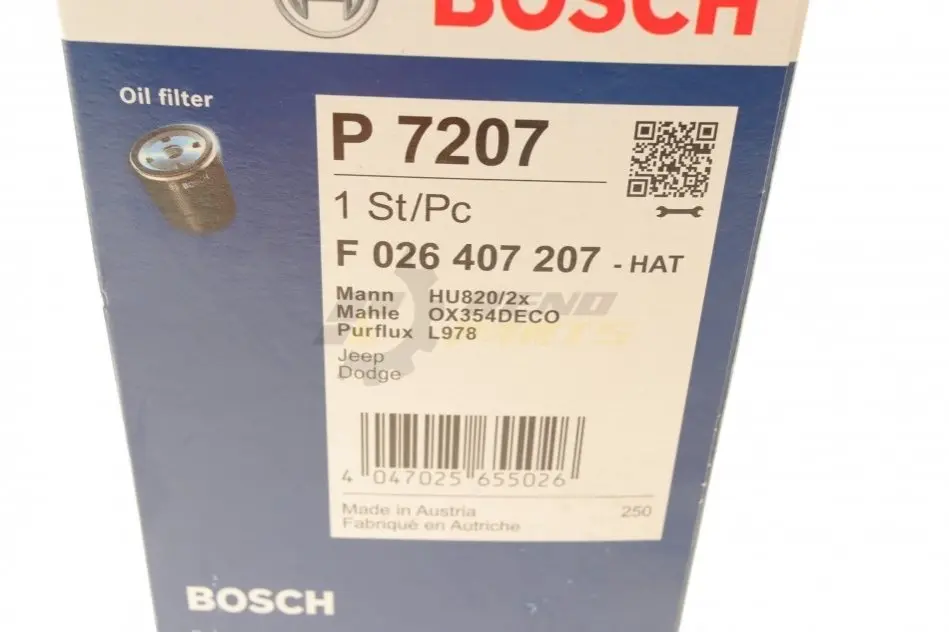 BOSCH
Oil filter
P 7207
1 St/Pc
F 026 407 207 - HAT
Mann HU820/2x
Mahle OX354DECO
Purflux L978
Jeep
Dodge
4 047025 655026
Made in Austria 250
Fabriqué en Autriche
BOSCH